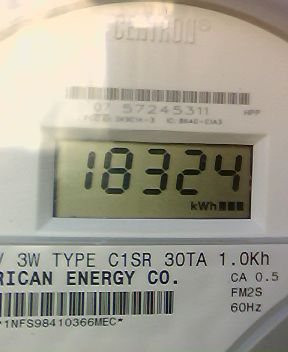 CENTRON®
07 57245311 HPP
18324
kWh
V 3W TYPE C1SR 30TA 1.0Kh
RICAN ENERGY CO. CA 0.5
FM2S
*1NFS98410366MEC* 60Hz